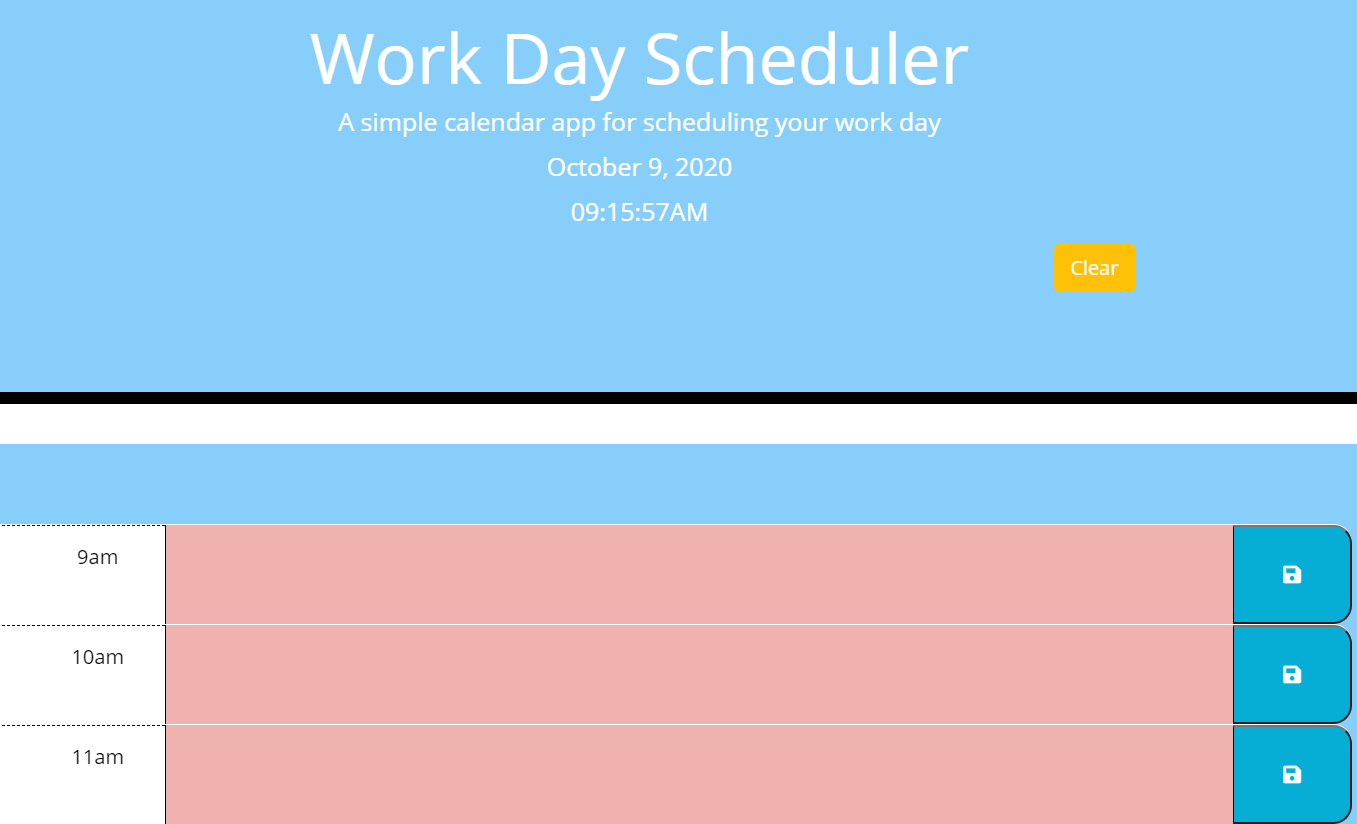 Work Day Scheduler
A simple calendar app for scheduling your work day
October 9, 2020
09:15:57AM
Clear
9am
10am
11am